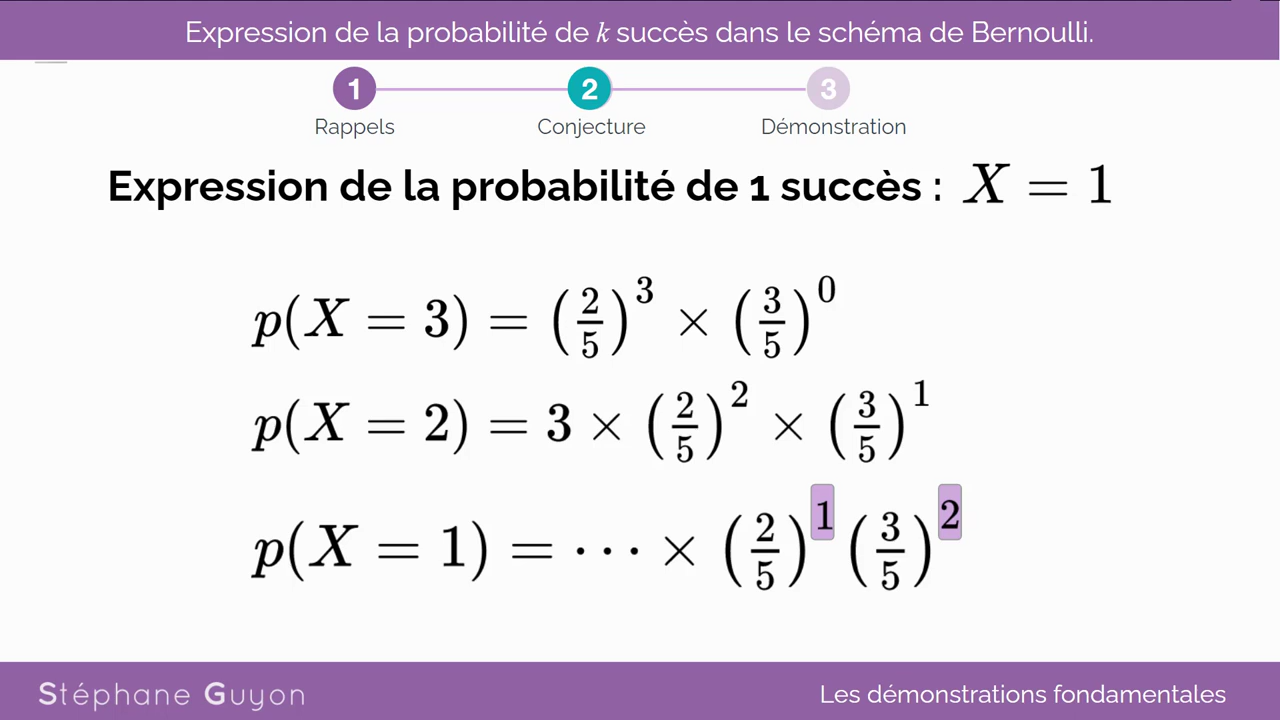 Expression de la probabilité de k succès dans le schéma de Bernoulli.
1 2 3
Rappels Conjecture Démonstration
Expression de la probabilité de 1 succès : X = 1
p(X = 3) = (2/5)^3 × (3/5)^0
p(X = 2) = 3 × (2/5)^2 × (3/5)^1
p(X = 1) = ··· × (2/5)^1 (3/5)^2
Stéphane Guyon Les démonstrations fondamentales